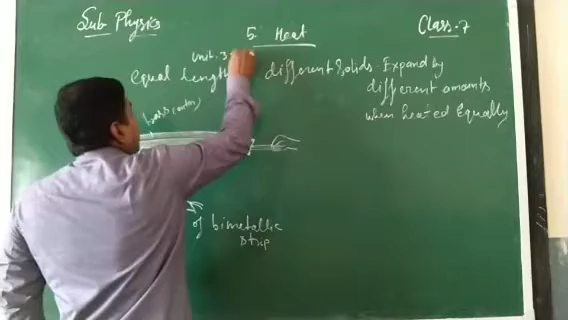 Sub Physics
5. Heat
Class-7
Unit. 3
equal length different Solids Expand by
different amounts
when heated Equally
of bimetallic
strip